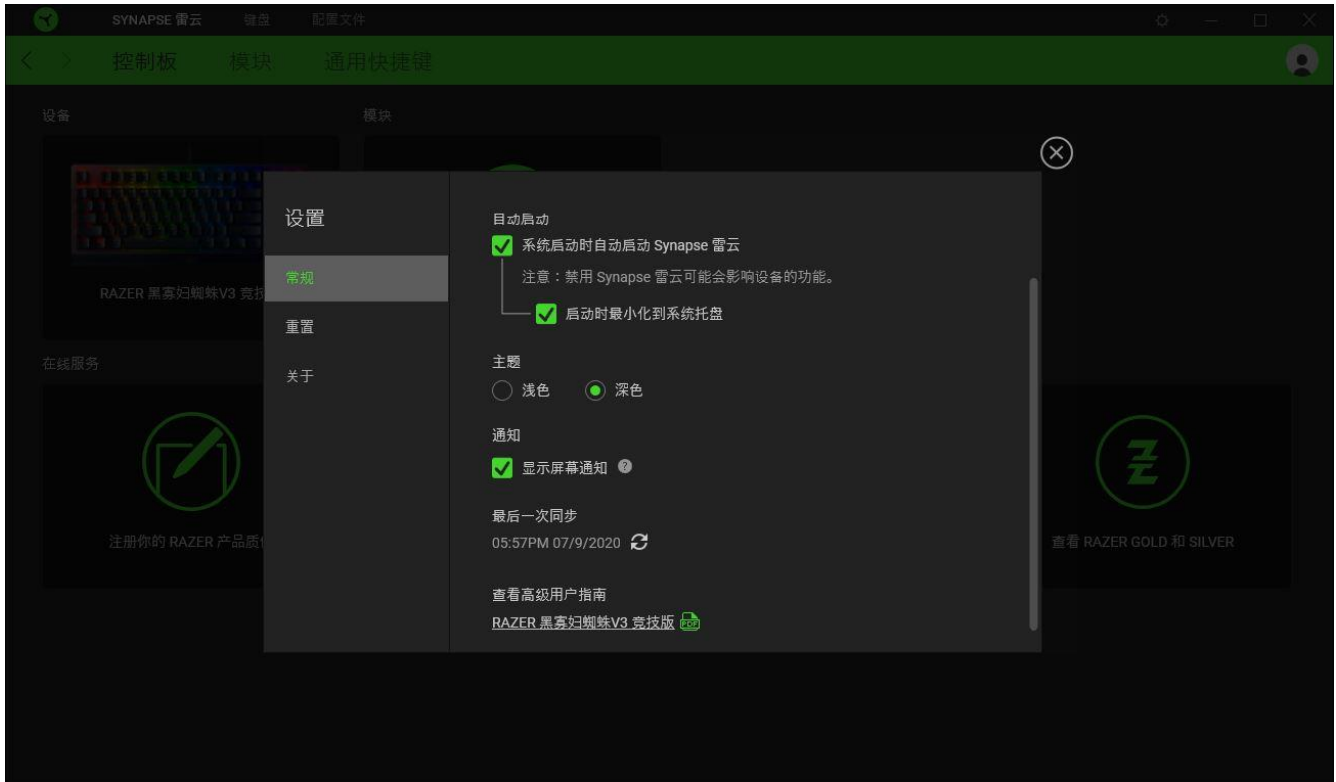 SYNAPSE 雷云 键盘 配置文件
控制板 模块 通用快捷键
设备 模块
RAZER 黑寡妇蜘蛛V3 竞技
在线服务
注册你的 RAZER 产品质
查看 RAZER GOLD 和 SILVER
设置
常规
重置
关于
自动启动
系统启动时自动启动 Synapse 雷云
注意：禁用 Synapse 雷云可能会影响设备的功能。
启动时最小化到系统托盘
主题
浅色 深色
通知
显示屏幕通知 ?
最后一次同步
05:57PM 07/9/2020
查看高级用户指南
RAZER 黑寡妇蜘蛛V3 竞技版 PDF